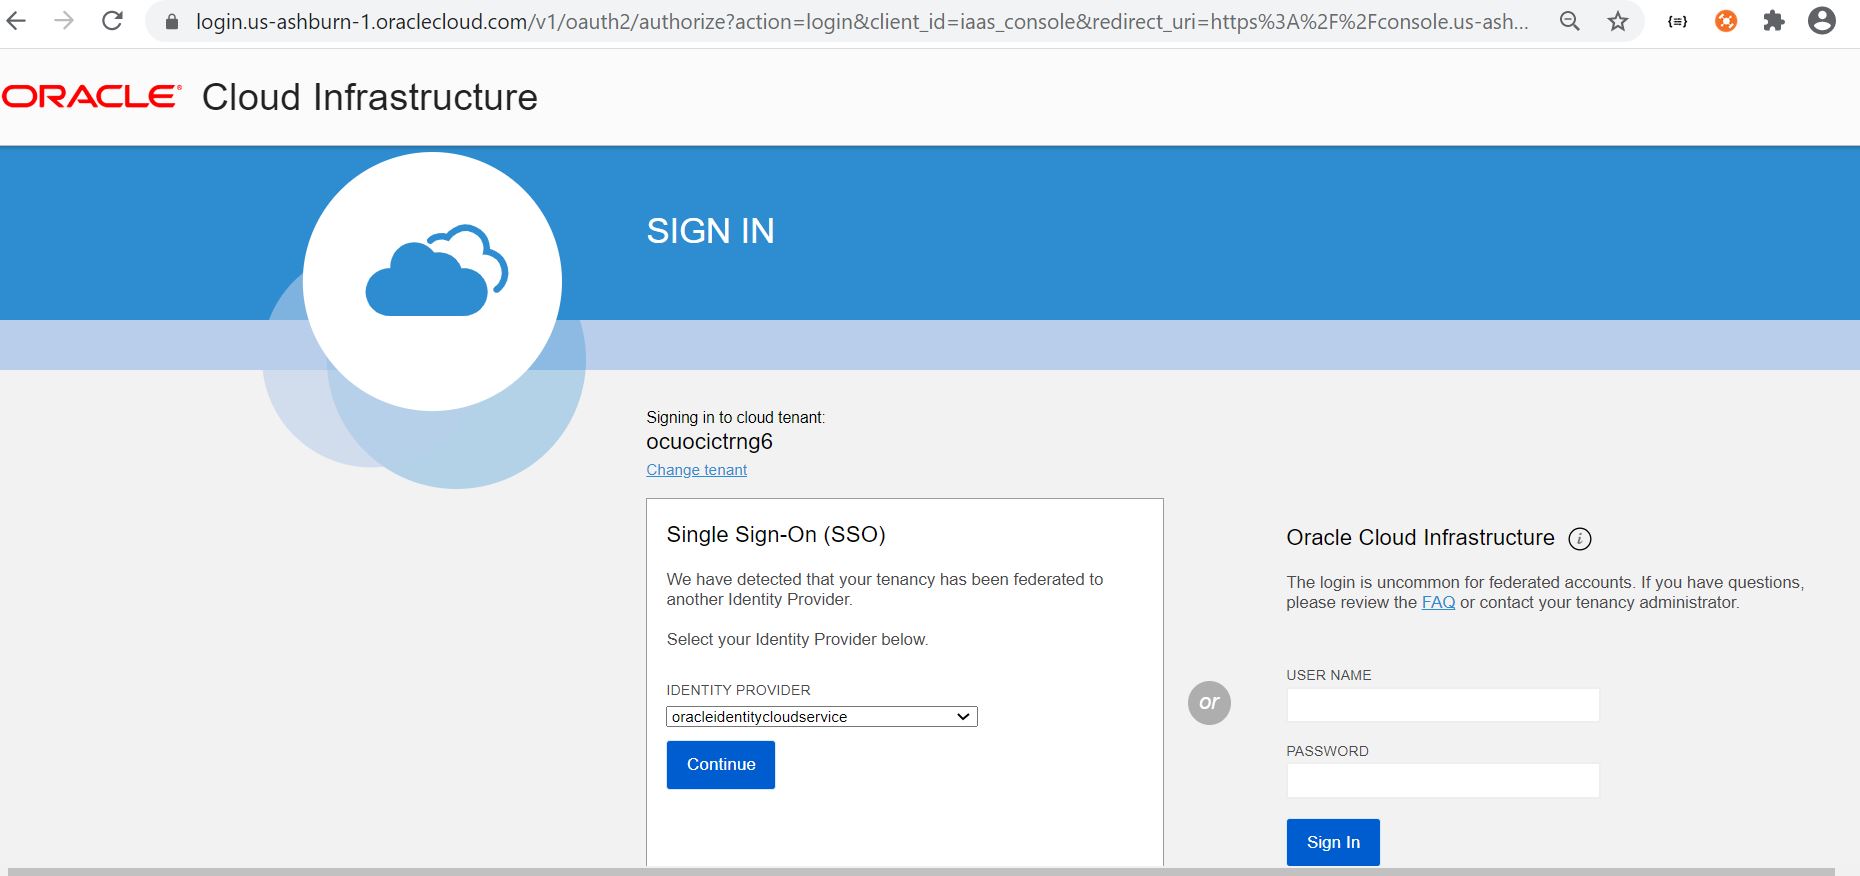 login.us-ashburn-1.oraclecloud.com/v1/oauth2/authorize?action=login&client_id=iaas_console&redirect_uri=https%3A%2F%2Fconsole.us-ash...
ORACLE® Cloud Infrastructure
SIGN IN
Signing in to cloud tenant:
ocuocictrng6
Change tenant
Single Sign-On (SSO)
We have detected that your tenancy has been federated to
another Identity Provider.
Select your Identity Provider below.
IDENTITY PROVIDER
oracleidentitycloudservice
Continue
or
Oracle Cloud Infrastructure i
The login is uncommon for federated accounts. If you have questions,
please review the FAQ or contact your tenancy administrator.
USER NAME
PASSWORD
Sign In